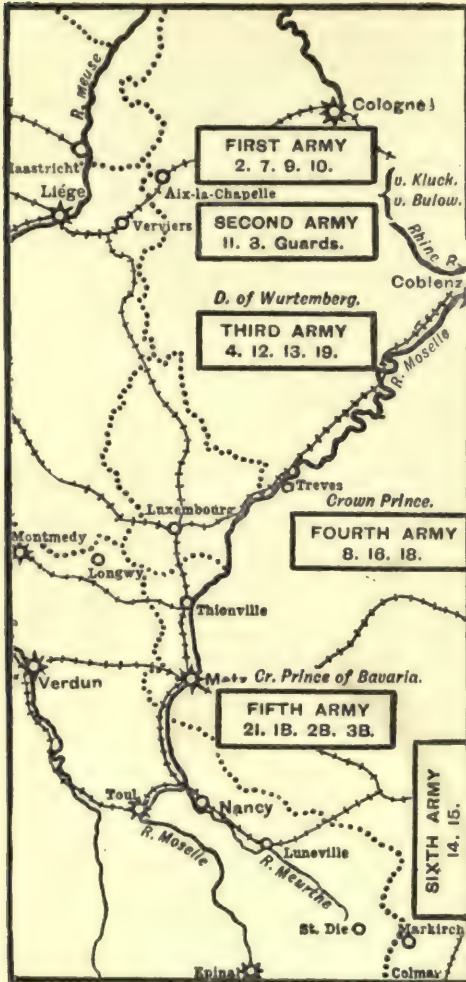 R. Meuse
Cologne
FIRST ARMY
2. 7. 9. 10.
Maastricht
Aix-la-Chapelle
v. Kluck.
v. Bulow.
Liége
Verviers
SECOND ARMY
11. 3. Guards.
Rhine R.
Coblenz
D. of Wurtemberg.
THIRD ARMY
4. 12. 13. 19.
R. Moselle
Treves
Crown Prince.
Luxembourg
FOURTH ARMY
8. 16. 18.
Montmedy
Longwy
Thionville
Verdun
Metz
Cr. Prince of Bavaria.
FIFTH ARMY
21. 1B. 2B. 3B.
Toul
Nancy
SIXTH ARMY
14. 15.
R. Moselle
R. Meurthe
Luneville
St. Die
Markirch
Epinal
Colmar